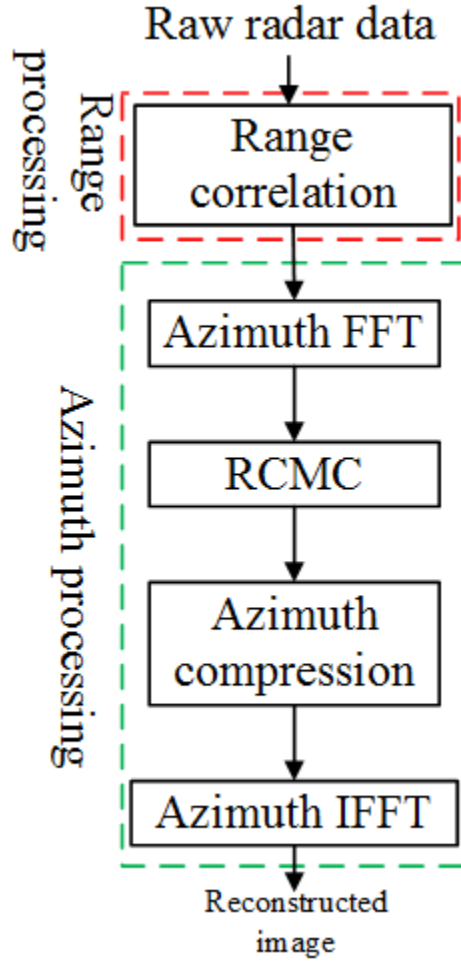 Raw radar data
Range
processing
Range
correlation
Azimuth processing
Azimuth FFT
RCMC
Azimuth
compression
Azimuth IFFT
Reconstructed
image